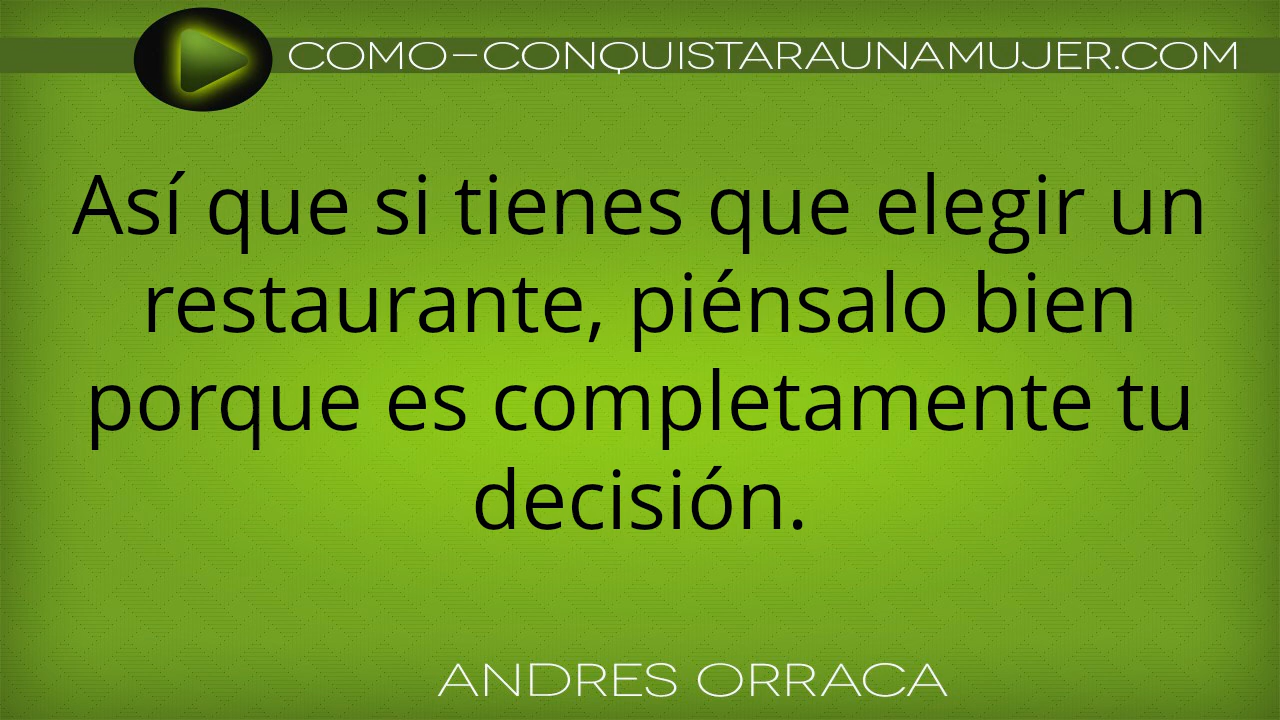 COMO-CONQUISTARAUNAMUJER.COM
Así que si tienes que elegir un
restaurante, piénsalo bien
porque es completamente tu
decisión.
ANDRES ORRACA